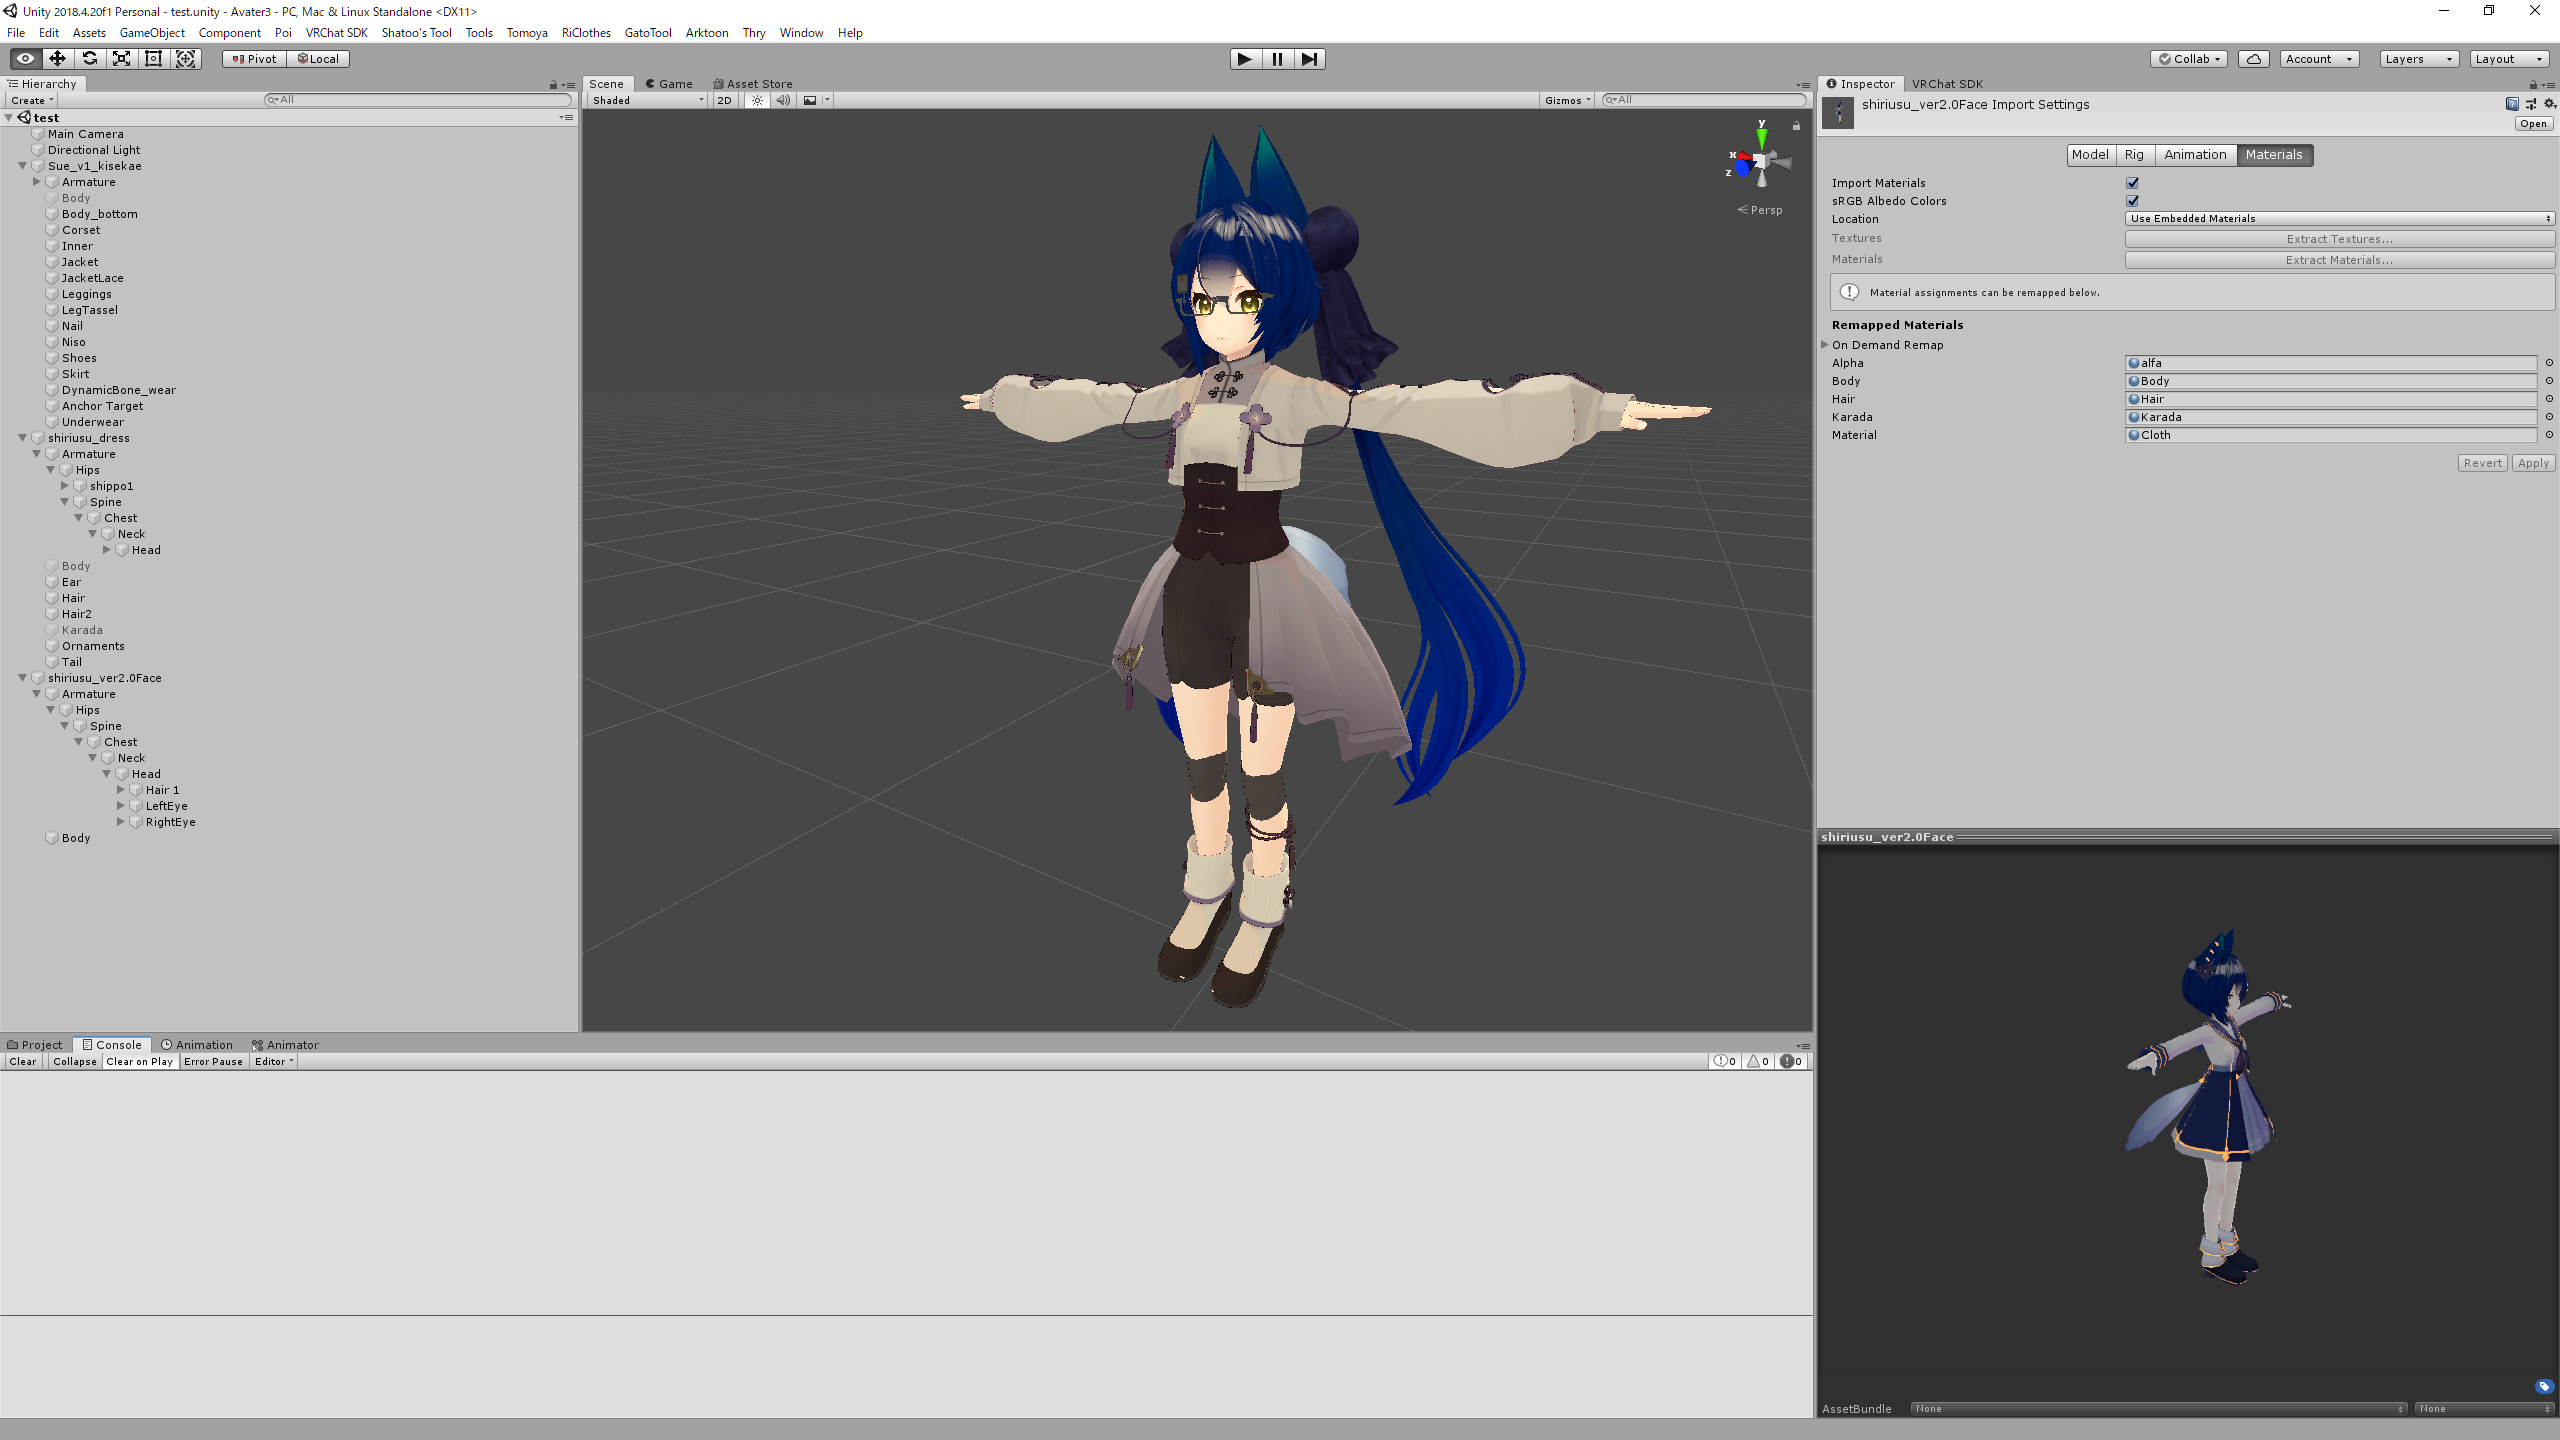 Unity 2018.4.20f1 Personal - test.unity - Avater3 - PC, Mac & Linux Standalone <DX11>
File Edit Assets GameObject Component Poi VRChat SDK Shatoo's Tool Tools Tomoya RiClothes GatoTool Arktoon Thry Window Help
Pivot Local Collab Account Layers Layout
Hierarchy
Create All
test
Main Camera
Directional Light
Sue_v1_kisekae
Armature
Body
Body_bottom
Corset
Inner
Jacket
JacketLace
Leggings
LegTassel
Nail
Niso
Shoes
Skirt
DynamicBone_wear
Anchor Target
Underwear
shiriusu_dress
Armature
Hips
shippo1
Spine
Chest
Neck
Head
Body
Ear
Hair
Hair2
Karada
Ornaments
Tail
shiriusu_ver2.0Face
Armature
Hips
Spine
Chest
Neck
Head
Hair 1
LeftEye
RightEye
Body
Scene Game Asset Store
Shaded 2D Gizmos All
y
x
z
Persp
Inspector VRChat SDK
shiriusu_ver2.0Face Import Settings
Open
Model Rig Animation Materials
Import Materials
sRGB Albedo Colors
Location Use Embedded Materials
Textures Extract Textures...
Materials Extract Materials...
Material assignments can be remapped below.
Remapped Materials
On Demand Remap
Alpha alfa
Body Body
Hair Hair
Karada Karada
Material Cloth
Revert Apply
shiriusu_ver2.0Face
AssetBundle None None
Project Console Animation Animator
Clear Collapse Clear on Play Error Pause Editor 0 0 0